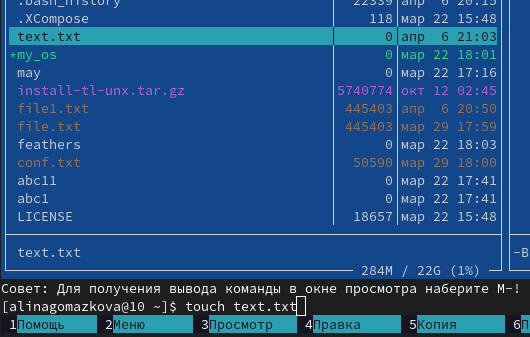 .bash_history 22339 апр 6 20:15
.XCompose 118 мар 22 15:48
text.txt 0 апр 6 21:03
*my_os 0 мар 22 18:01
may 0 мар 22 17:16
install-tl-unx.tar.gz 5740774 окт 12 02:45
file1.txt 445403 апр 6 20:50
file.txt 445403 мар 29 17:59
feathers 0 мар 22 18:03
conf.txt 50590 мар 29 18:00
abc11 0 мар 22 17:41
abc1 0 мар 22 17:41
LICENSE 18657 мар 22 15:48
text.txt -В
284M / 22G (1%)
Совет: Для получения вывода команды в окне просмотра наберите M-!
[alinagomazkova@10 ~]$ touch text.txt
1Помощь 2Меню 3Просмотр 4Правка 5Копия 6П